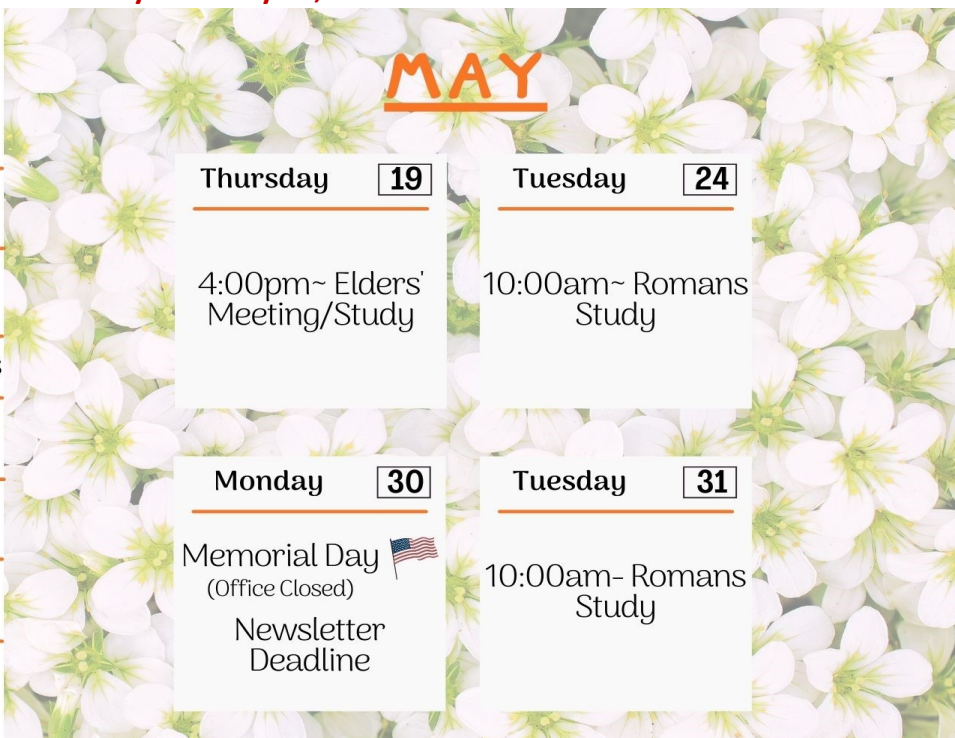 MAY
Thursday 19
4:00pm~ Elders'
Meeting/Study
Tuesday 24
10:00am~ Romans
Study
Monday 30
Memorial Day
(Office Closed)
Newsletter
Deadline
Tuesday 31
10:00am- Romans
Study